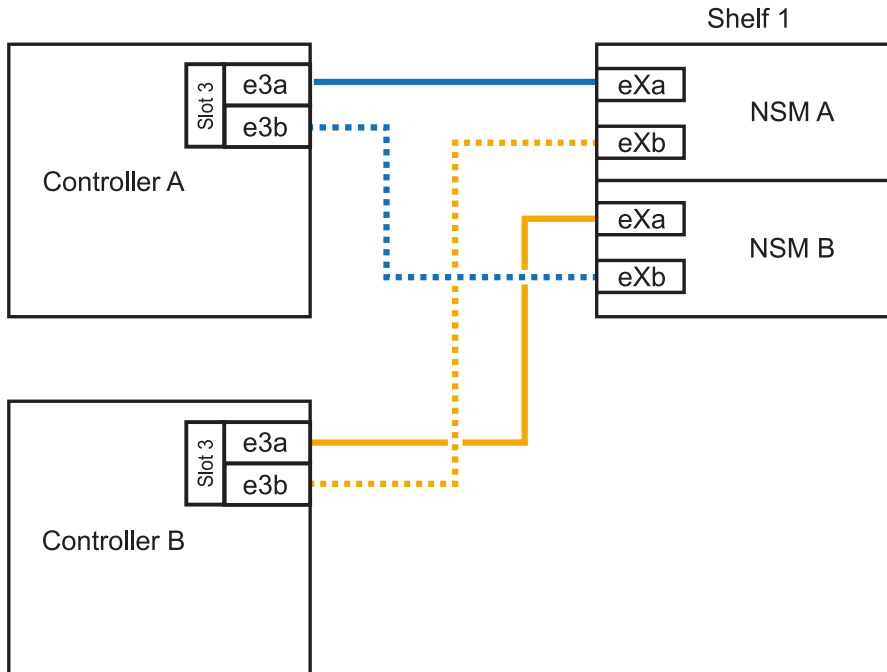 Shelf 1
Slot 3
e3a
e3b
Controller A
eXa
eXb
NSM A
eXa
eXb
NSM B
Slot 3
e3a
e3b
Controller B